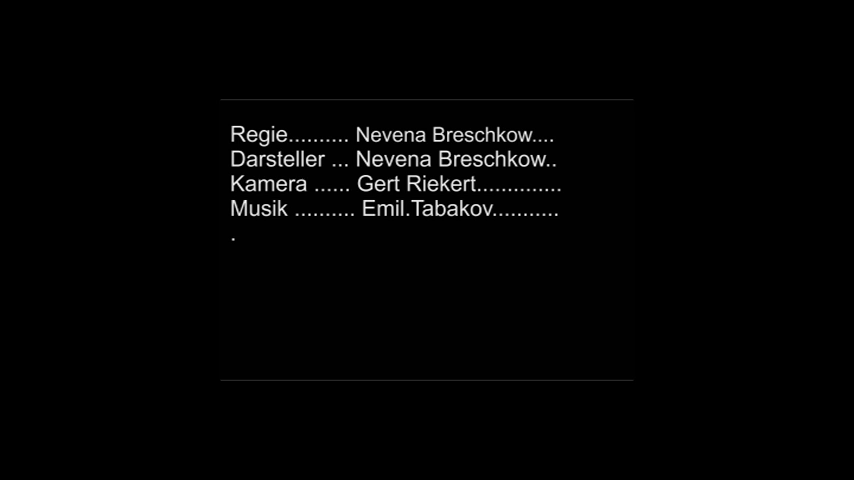 Regie.......... Nevena Breschkow....
Darsteller ... Nevena Breschkow..
Kamera ...... Gert Riekert..............
Musik .......... Emil.Tabakov...........
.